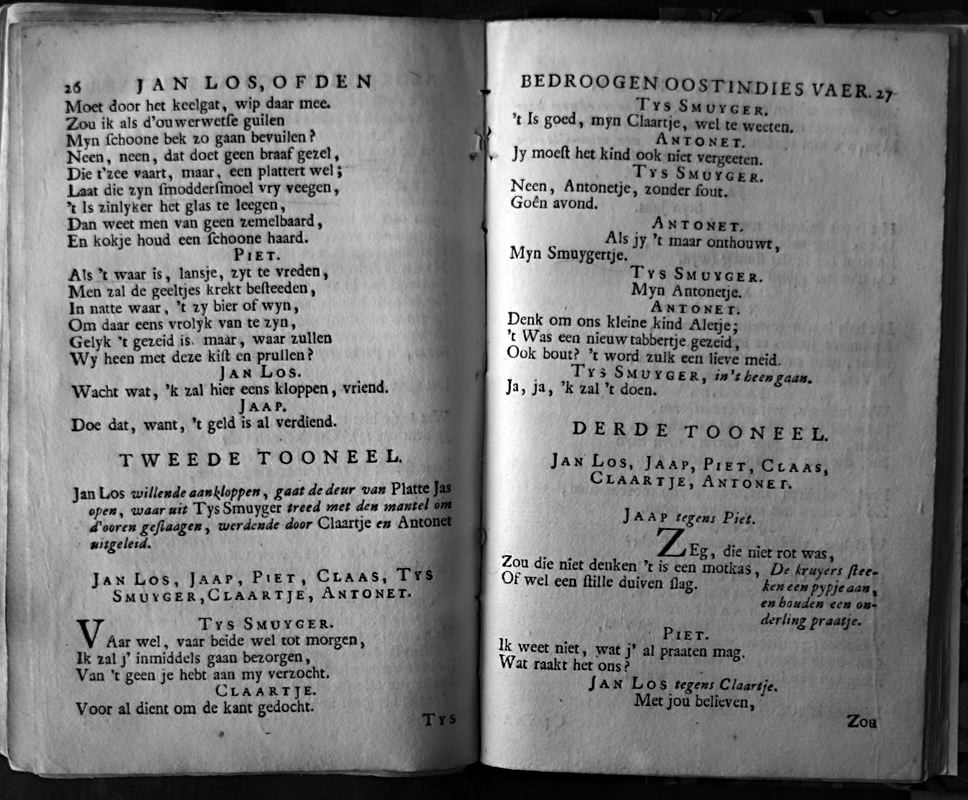 26 JAN LOS, OF DEN
Moet door het keelgat, wip daar mee.
Zou ik als d'ouwerwetſe guilen
Myn ſchoone bek zo gaan bevuilen?
Neen, neen, dat doet geen braaf gezel,
Die t'zee vaart, maar, een plattert wel;
Laat die zyn ſmodderſmoel vry veegen,
't Is zinlyker het glas te leegen,
Dan weet men van geen zemelbaard,
En kokje houd een ſchoone haard.
PIET.
Als 't waar is, lansje, zyt te vreden,
Men zal de geeltjes krekt beſteeden,
In natte waar, 't zy bier of wyn,
Om daar eens vrolyk van te zyn,
Gelyk 't gezeid is. maar, waar zullen
Wy heen met deze kiſt en prullen?
JAN LOS.
Wacht wat, 'k zal hier eens kloppen, vriend.
JAAP.
Doe dat, want, 't geld is al verdiend.
TWEEDE TOONEEL.
Jan Los willende aankloppen, gaat de deur van Platte Jas
open, waar uit Tys Smuyger treed met den mantel om
d'ooren geſlaagen, werdende door Claartje en Antonet
uitgeleid.
JAN LOS, JAAP, PIET, CLAAS, TYS
SMUYGER, CLAARTJE, ANTONET.
TYS SMUYGER.
VAar wel, vaar beide wel tot morgen,
Ik zal j' inmiddels gaan bezorgen,
Van 't geen je hebt aan my verzocht.
CLAARTJE.
Voor al dient om de kant gedocht.
TYS
BEDROOGEN OOSTINDIES VAER. 27
TYS SMUYGER.
't Is goed, myn Claartje, wel te weeten.
ANTONET.
Jy moeſt het kind ook niet vergeeten.
TYS SMUYGER.
Neen, Antonetje, zonder fout.
Goên avond.
ANTONET.
Als jy 't maar onthouwt,
Myn Smuygertje.
TYS SMUYGER.
Myn Antonetje.
ANTONET.
Denk om ons kleine kind Aletje;
't Was een nieuw tabbertje gezeid,
Ook bout? 't word zulk een lieve meid.
TYS SMUYGER, in 't heen gaan.
Ja, ja, 'k zal 't doen.
DERDE TOONEEL.
JAN LOS, JAAP, PIET, CLAAS,
CLAARTJE, ANTONET.
JAAP tegens Piet.
ZEg, die niet rot was,
Zou die niet denken 't is een motkas,
Of wel een ſtille duiven ſlag.
De kruyers ſtee-
ken een pypje aan,
en houden een on-
derling praatje.
PIET.
Ik weet niet, wat j' al praaten mag.
Wat raakt het ons?
JAN LOS tegens Claartje.
Met jou believen,
Zou